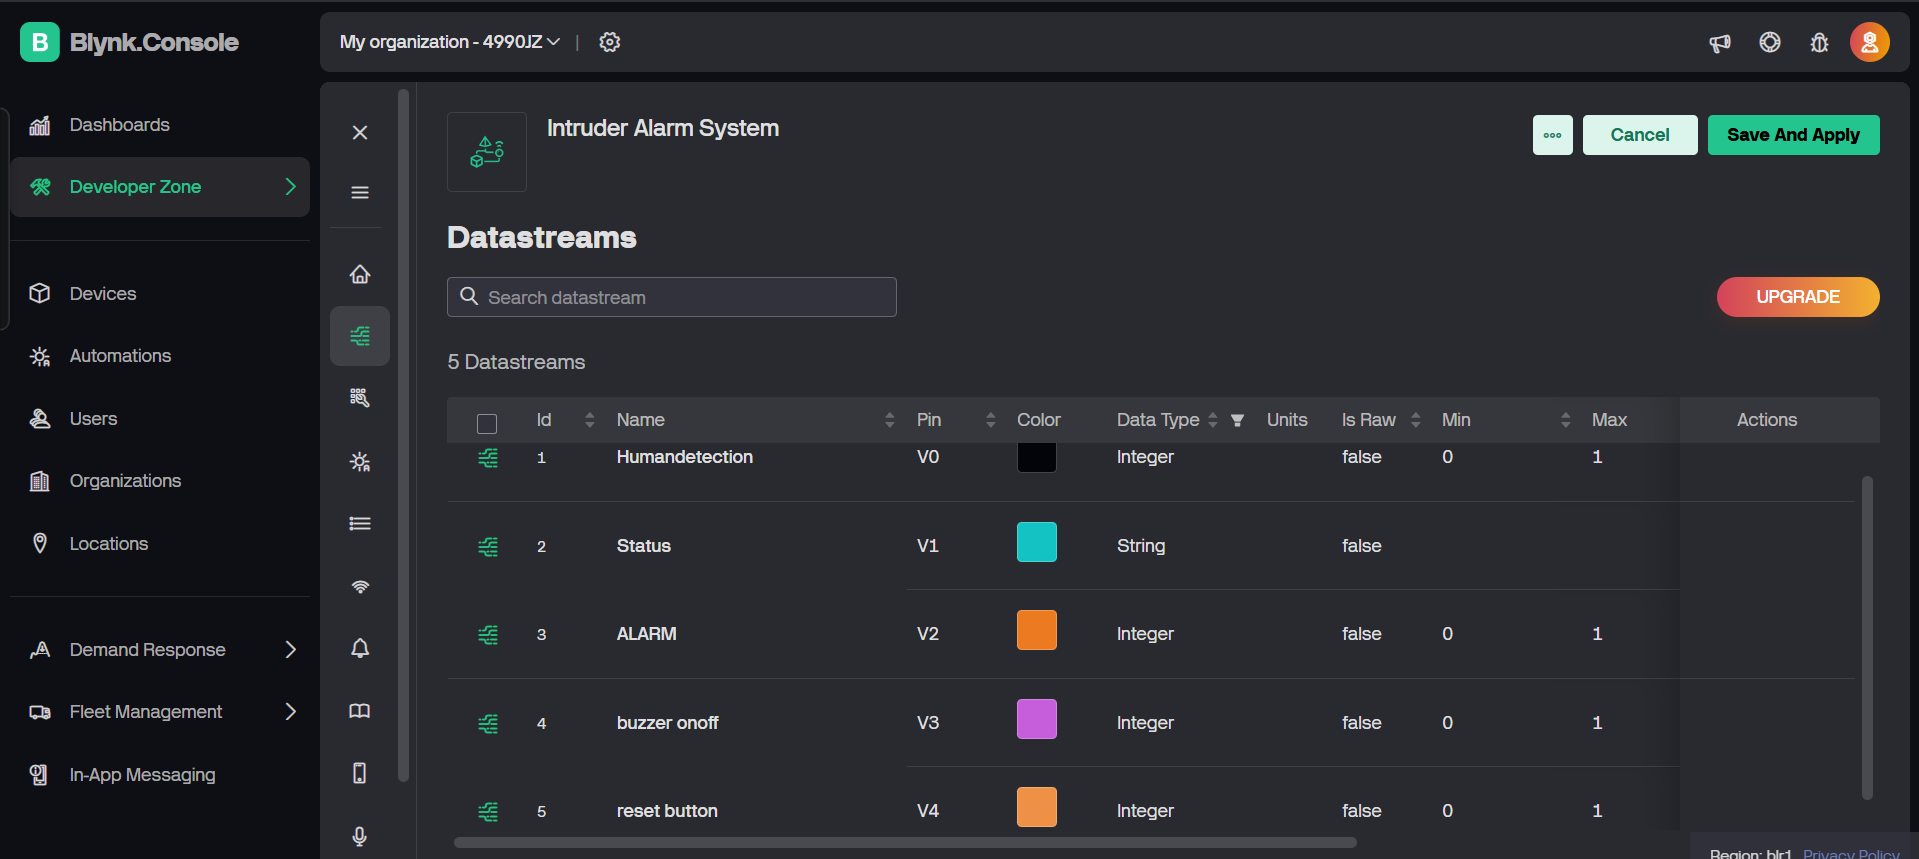 B Blynk.Console
My organization - 4990JZ |
Dashboards
Developer Zone
Devices
Automations
Users
Organizations
Locations
Demand Response
Fleet Management
In-App Messaging
Intruder Alarm System
Cancel Save And Apply
Datastreams
Search datastream
UPGRADE
5 Datastreams
Id Name Pin Color Data Type Units Is Raw Min Max Actions
1 Humandetection V0 Integer false 0 1
2 Status V1 String false
3 ALARM V2 Integer false 0 1
4 buzzer onoff V3 Integer false 0 1
5 reset button V4 Integer false 0 1
Region: blr1 Privacy Policy